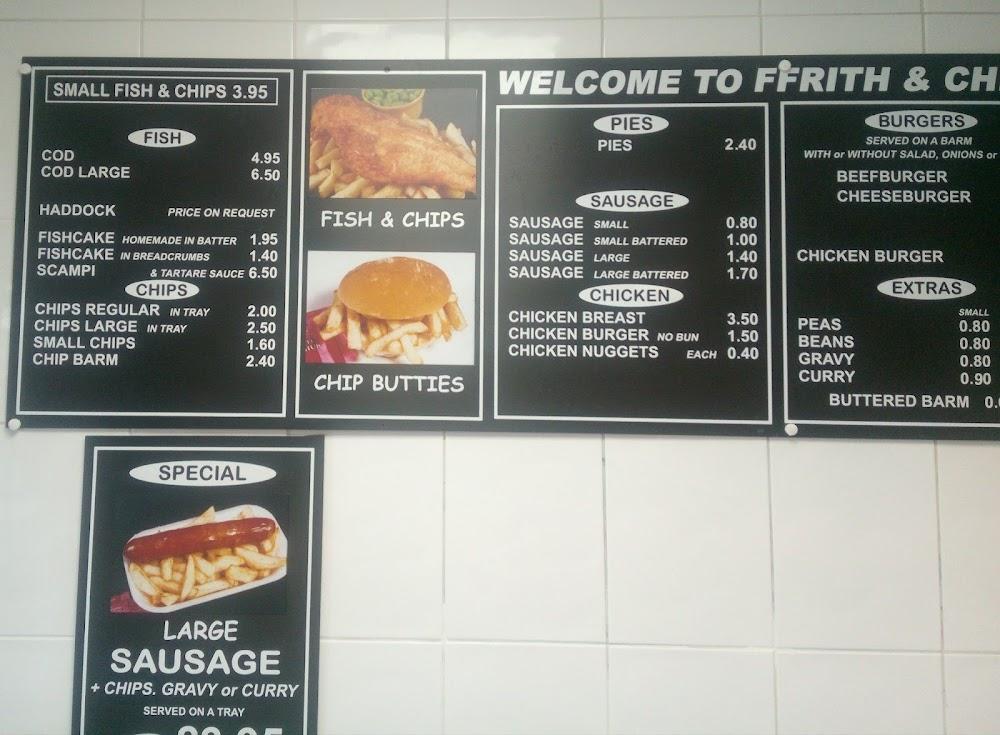 SMALL FISH & CHIPS 3.95
FISH
COD 4.95
COD LARGE 6.50
HADDOCK PRICE ON REQUEST
FISHCAKE HOMEMADE IN BATTER 1.95
FISHCAKE IN BREADCRUMBS 1.40
SCAMPI & TARTARE SAUCE 6.50
CHIPS
CHIPS REGULAR IN TRAY 2.00
CHIPS LARGE IN TRAY 2.50
SMALL CHIPS 1.60
CHIP BARM 2.40
FISH & CHIPS
CHIP BUTTIES
WELCOME TO FFRITH & CH
PIES
PIES 2.40
SAUSAGE
SAUSAGE SMALL 0.80
SAUSAGE SMALL BATTERED 1.00
SAUSAGE LARGE 1.40
SAUSAGE LARGE BATTERED 1.70
CHICKEN
CHICKEN BREAST 3.50
CHICKEN BURGER NO BUN 1.50
CHICKEN NUGGETS EACH 0.40
BURGERS
SERVED ON A BARM
WITH or WITHOUT SALAD, ONIONS or
BEEFBURGER
CHEESEBURGER
CHICKEN BURGER
EXTRAS
SMALL
PEAS 0.80
BEANS 0.80
GRAVY 0.80
CURRY 0.90
BUTTERED BARM
SPECIAL
LARGE
SAUSAGE
+ CHIPS. GRAVY or CURRY
SERVED ON A TRAY